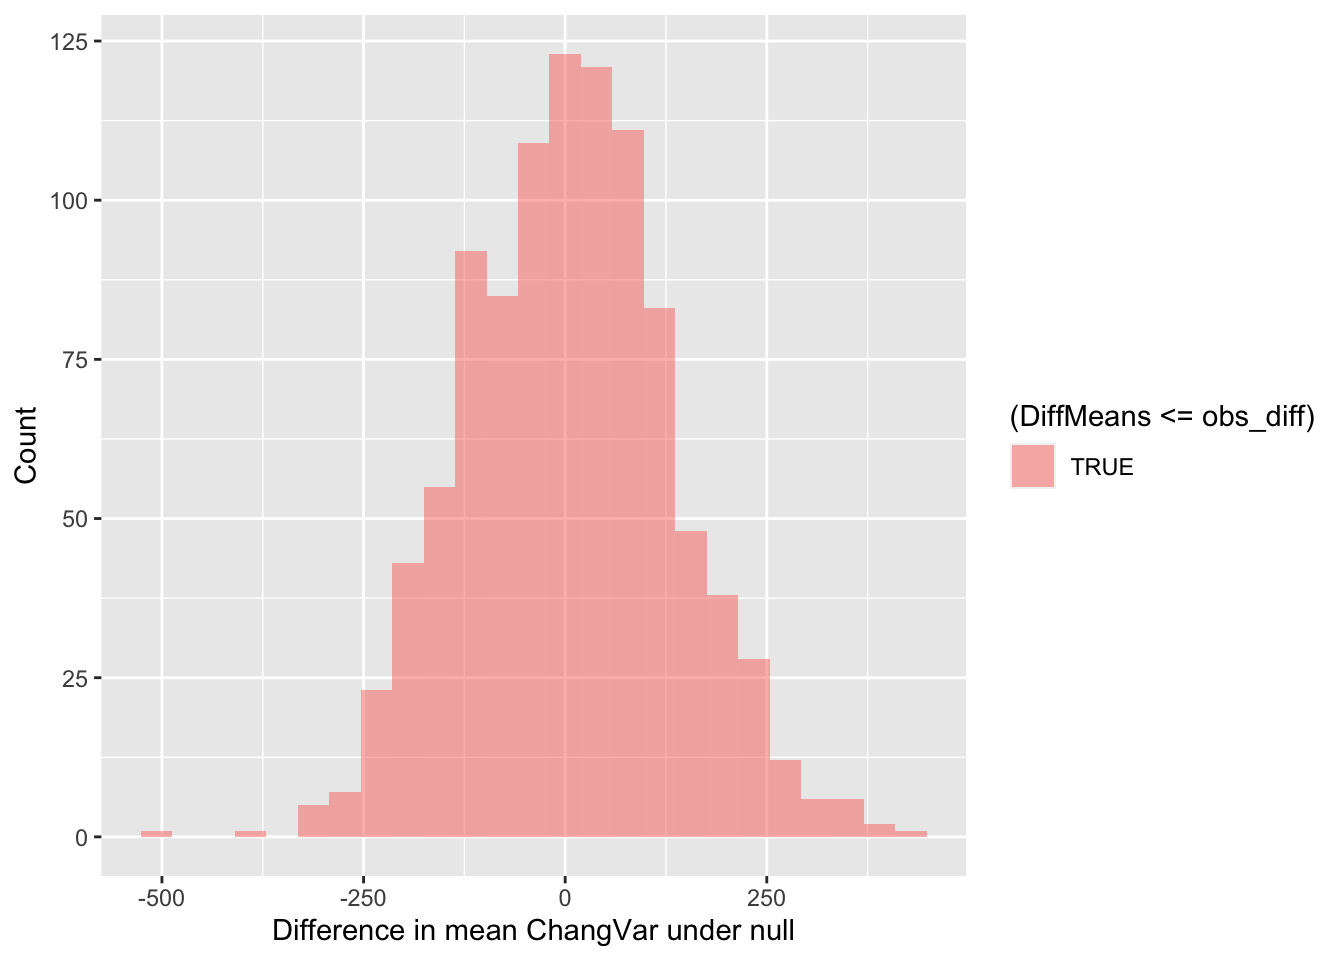 125
100
75
50
25
0
Count
-500
-250
0
250
Difference in mean ChangVar under null
(DiffMeans <= obs_diff)
TRUE